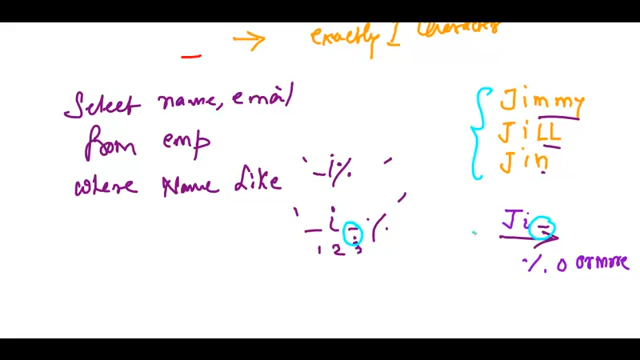 _ → exactly 1 character
Select name, email
from emp
where Name Like '_i%'
'_i_%'
1 2 3
Jimmy
JiLL
Jin
Ji_
% 0 or more